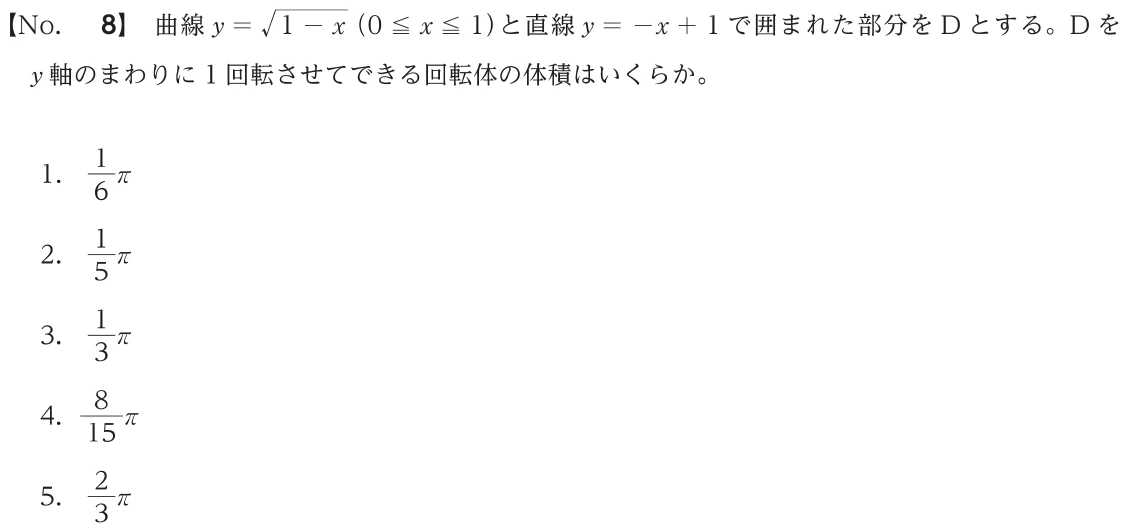 【No. 8】 曲線 y = √1 − x (0 ≦ x ≦ 1)と直線 y = −x + 1 で囲まれた部分を D とする。D を
y 軸のまわりに 1 回転させてできる回転体の体積はいくらか。
1. 1/6 π
2. 1/5 π
3. 1/3 π
4. 8/15 π
5. 2/3 π